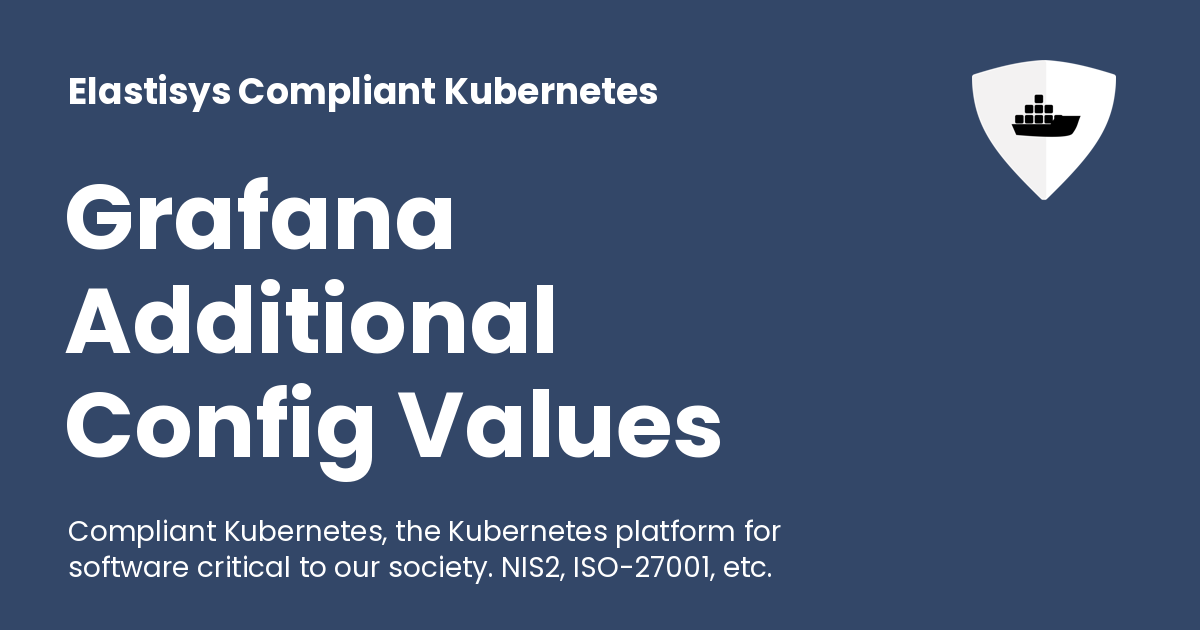 Elastisys Compliant Kubernetes
Grafana
Additional
Config Values
Compliant Kubernetes, the Kubernetes platform for
software critical to our society. NIS2, ISO-27001, etc.